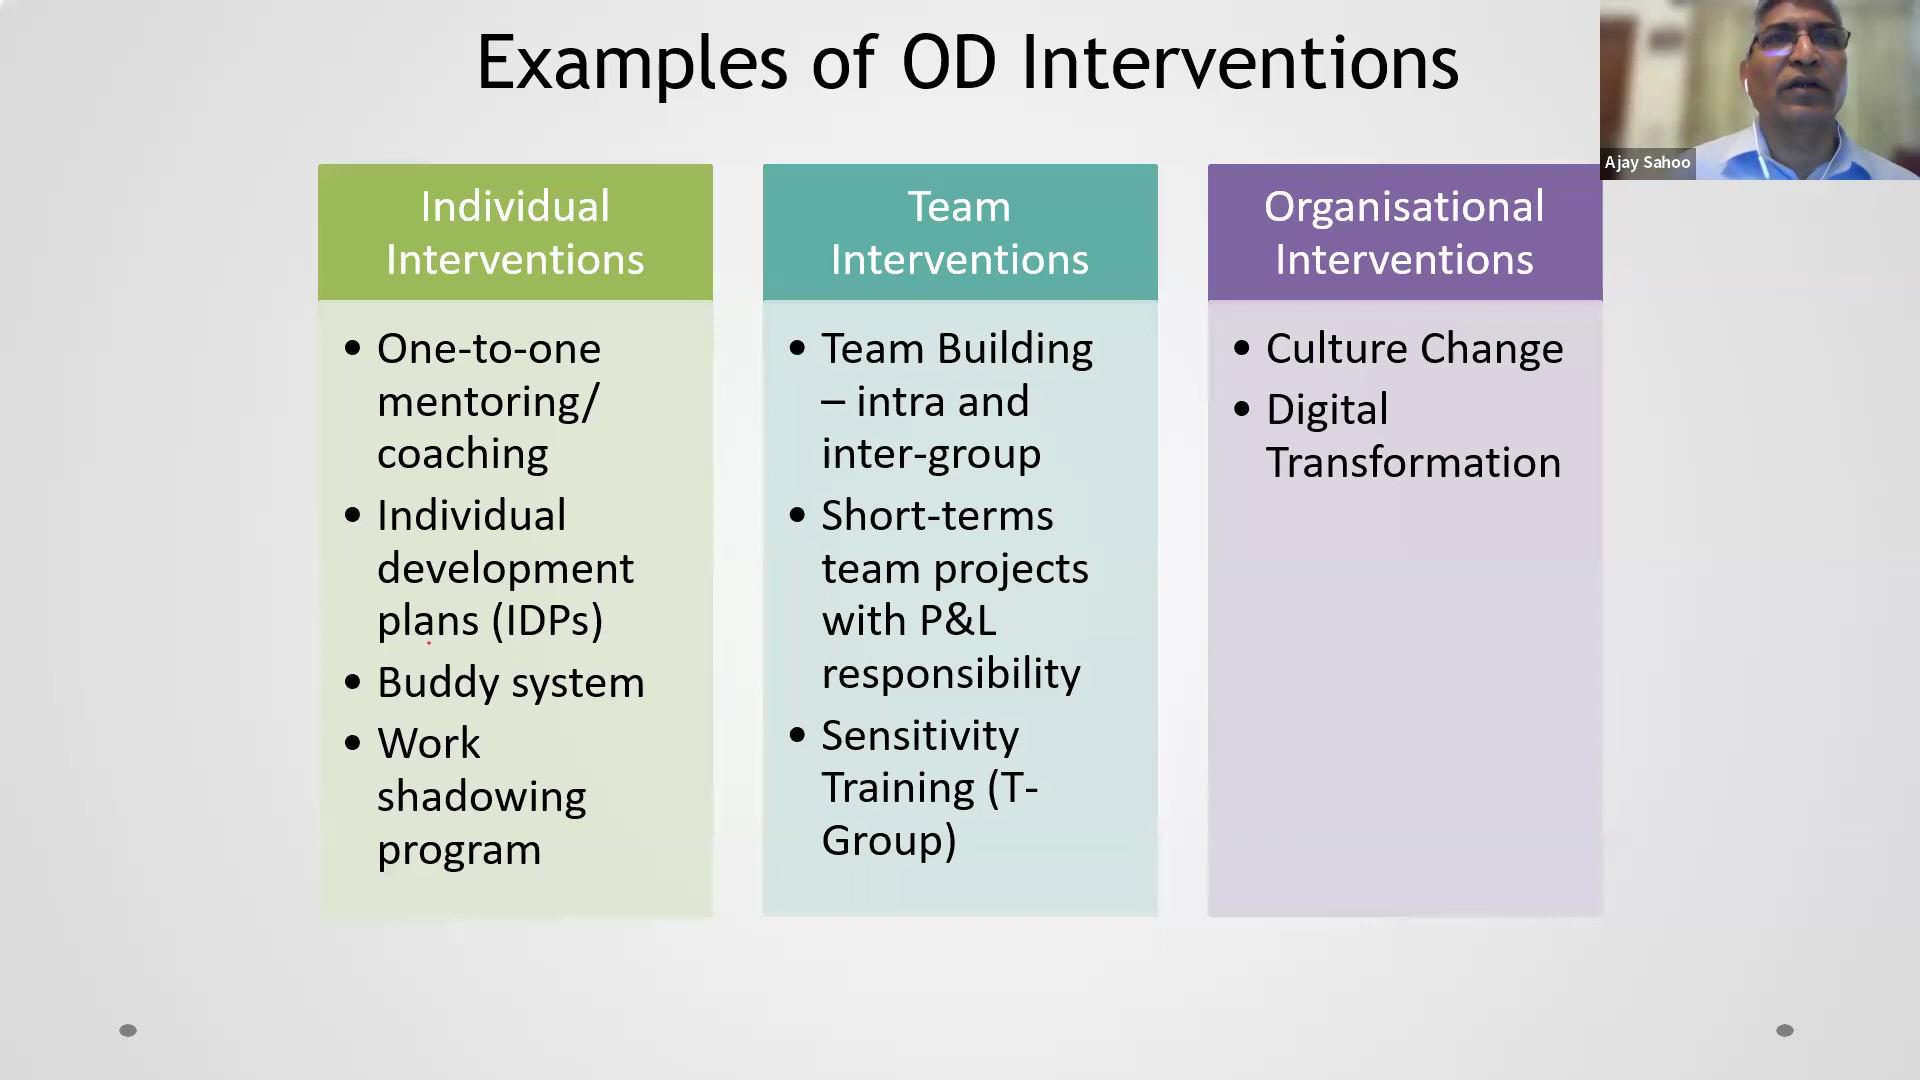 Examples of OD Interventions
Ajay Sahoo
Individual
Interventions
• One-to-one
mentoring/
coaching
• Individual
development
plans (IDPs)
• Buddy system
• Work
shadowing
program
Team
Interventions
• Team Building
– intra and
inter-group
• Short-terms
team projects
with P&L
responsibility
• Sensitivity
Training (T-
Group)
Organisational
Interventions
• Culture Change
• Digital
Transformation